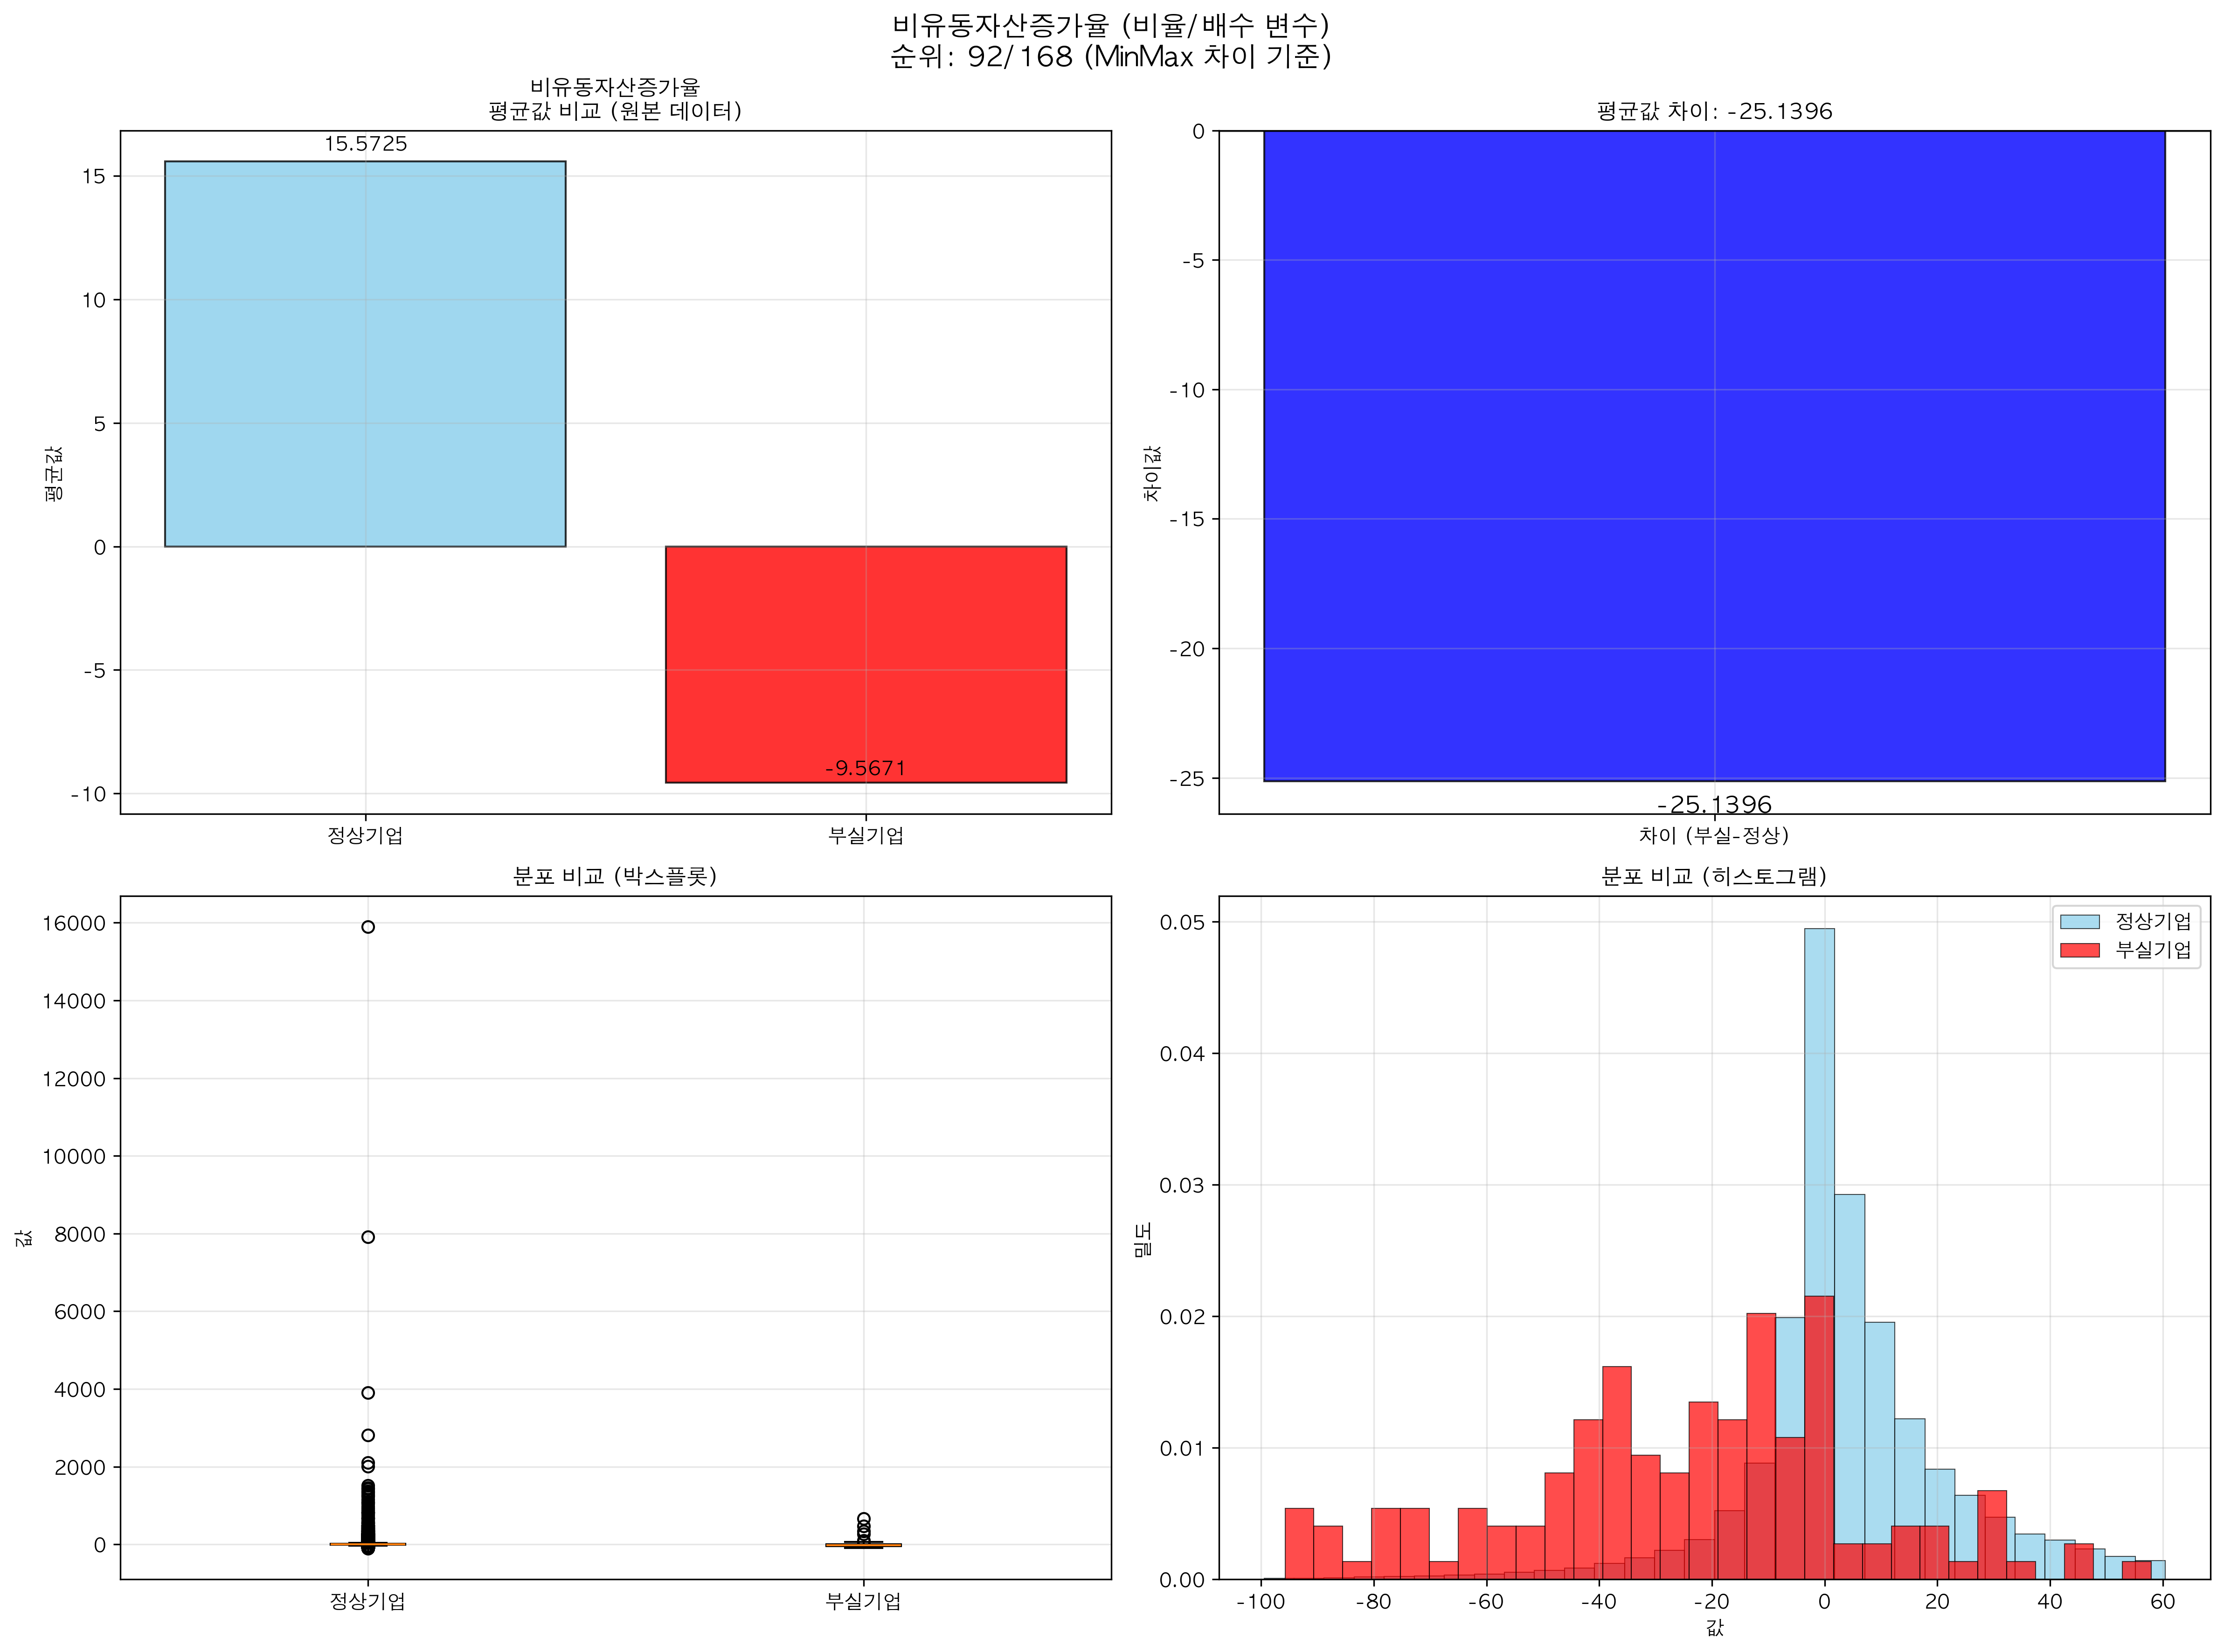 비유동자산증가율 (비율/배수 변수)
순위: 92/168 (MinMax 차이 기준)
비유동자산증가율
평균값 비교 (원본 데이터)
15.5725
-9.5671
15
10
5
0
-5
-10
평균값
정상기업
부실기업
평균값 차이: -25.1396
0
-5
-10
-15
-20
-25
차이값
-25.1396
차이 (부실-정상)
분포 비교 (박스플롯)
16000
14000
12000
10000
8000
6000
4000
2000
0
값
정상기업
부실기업
분포 비교 (히스토그램)
정상기업
부실기업
0.05
0.04
0.03
0.02
0.01
0.00
밀도
-100
-80
-60
-40
-20
0
20
40
60
값